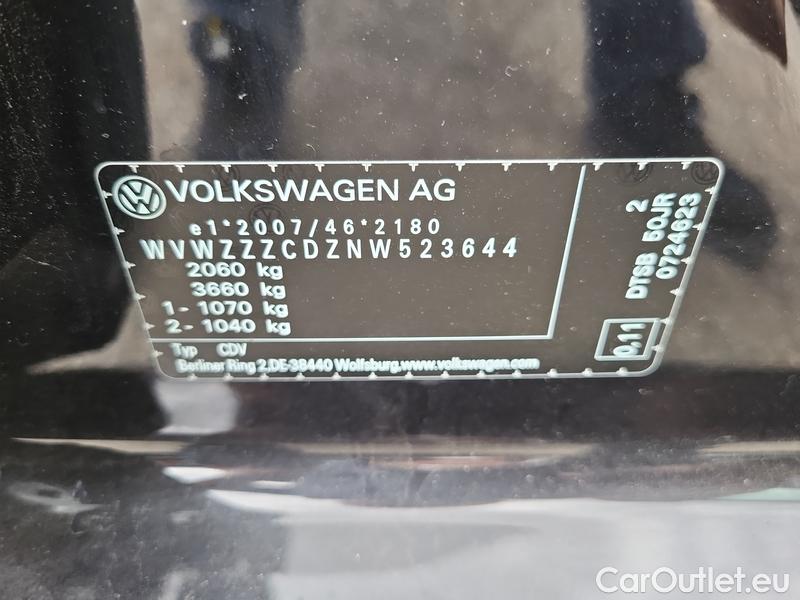 VOLKSWAGEN AG
e1*2007/46*2180
WVWZZZCDZNW523644
2060 kg
3660 kg
1 - 1070 kg
2 - 1040 kg
Typ CDV
Berliner Ring 2,DE-38440 Wolfsburg,www.volkswagen.com
2
DTSB 50JR
0724623
0,11
CarOutlet.eu